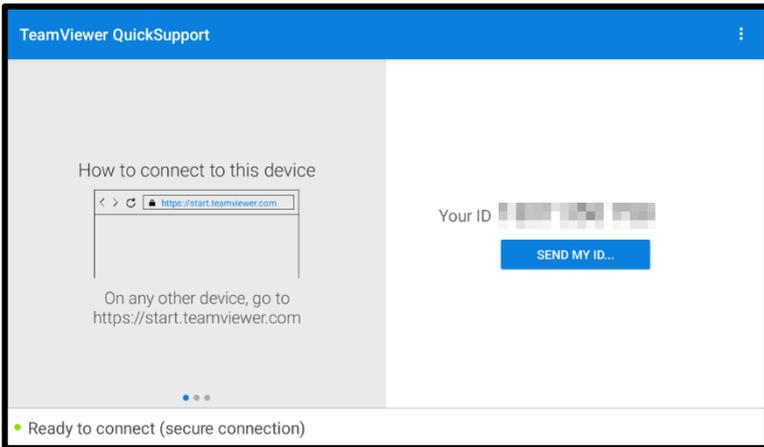 TeamViewer QuickSupport
How to connect to this device
https://start.teamviewer.com
On any other device, go to
https://start.teamviewer.com
Your ID
SEND MY ID...
Ready to connect (secure connection)